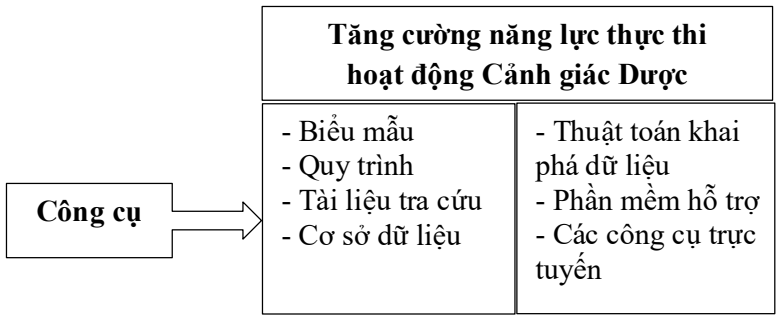 Tăng cường năng lực thực thi
hoạt động Cảnh giác Dược
Công cụ
- Biểu mẫu
- Quy trình
- Tài liệu tra cứu
- Cơ sở dữ liệu
- Thuật toán khai
phá dữ liệu
- Phần mềm hỗ trợ
- Các công cụ trực
tuyến